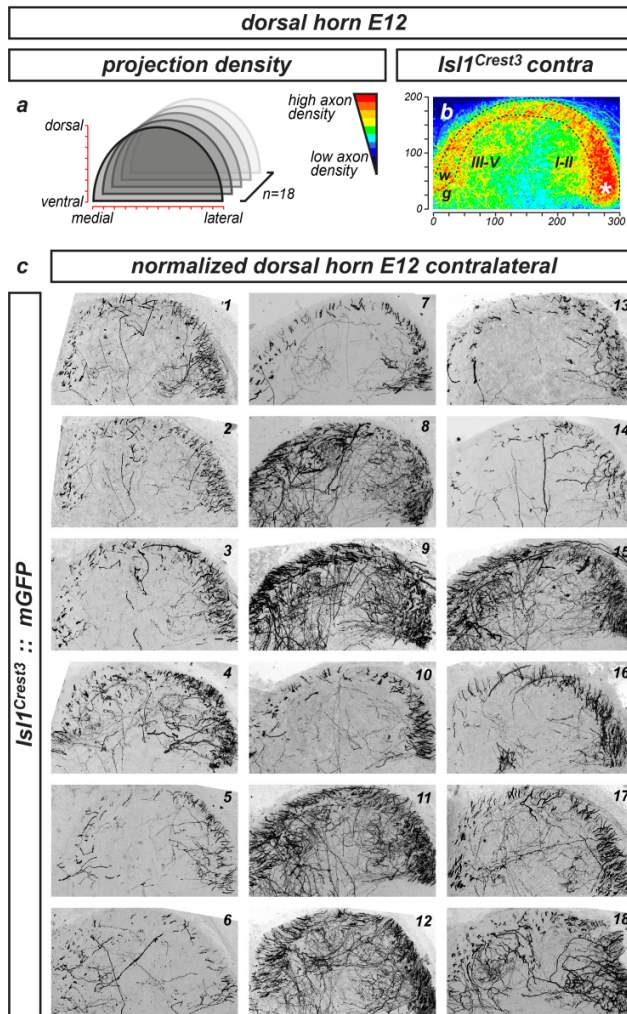 dorsal horn E12
projection density
Isl1Crest3 contra
a
dorsal
ventral
medial
lateral
n=18
high axon
density
low axon
density
b
200
100
0
0
100
200
300
III-V
I-II
w
g
*
c
normalized dorsal horn E12 contralateral
Isl1Crest3 :: mGFP
1
7
13
2
8
14
3
9
15
4
10
16
5
11
17
6
12
18